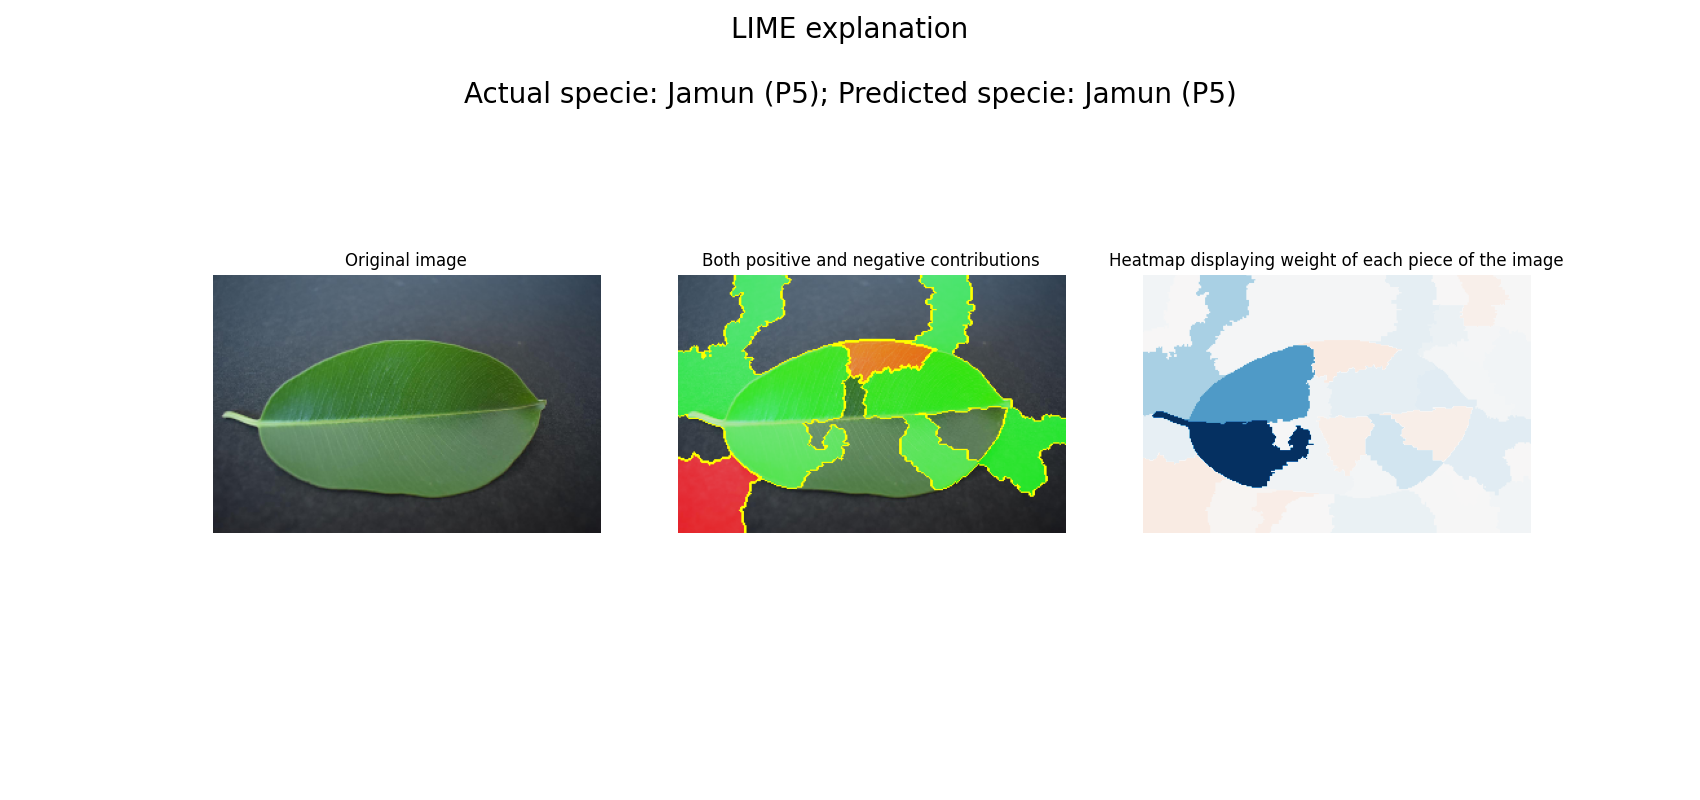 LIME explanation
Actual specie: Jamun (P5); Predicted specie: Jamun (P5)
Original image
Both positive and negative contributions
Heatmap displaying weight of each piece of the image